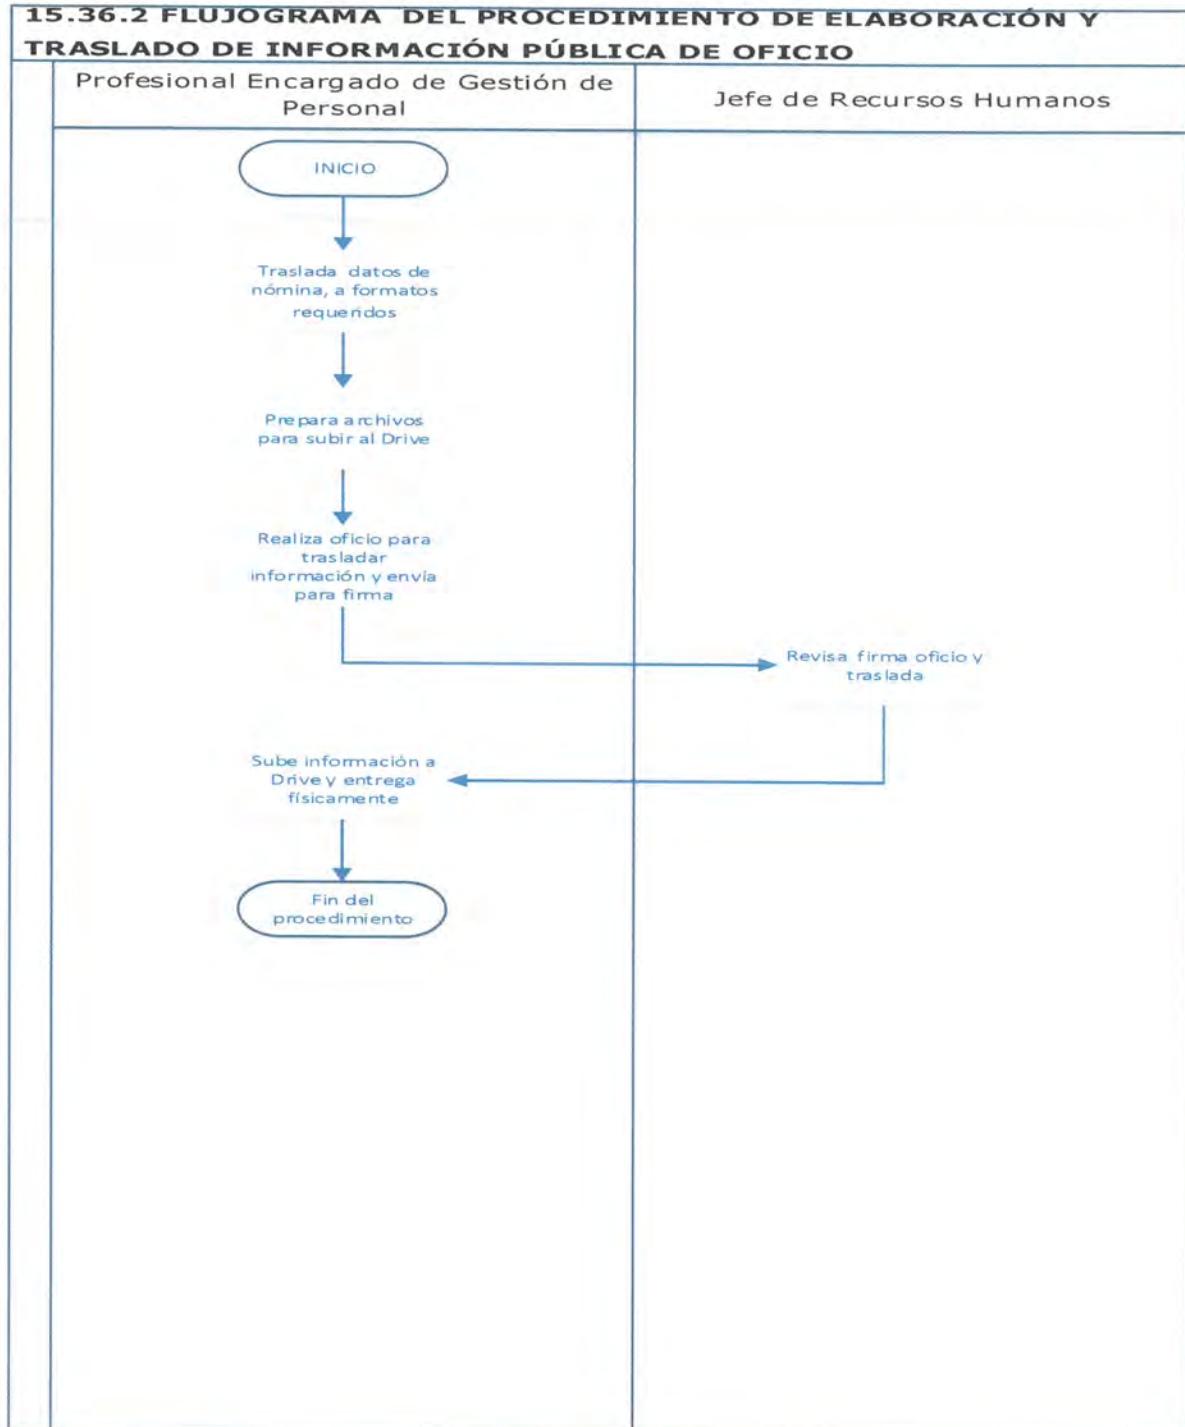 15.36.2 FLUJOGRAMA DEL PROCEDIMIENTO DE ELABORACIÓN Y
TRASLADO DE INFORMACIÓN PÚBLICA DE OFICIO
Profesional Encargado de Gestión de
Personal
Jefe de Recursos Humanos
INICIO
Traslada datos de
nómina, a formatos
requeridos
Prepara archivos
para subir al Drive
Realiza oficio para
trasladar
información y envía
para firma
Revisa firma oficio y
traslada
Sube información a
Drive y entrega
físicamente
Fin del
procedimiento